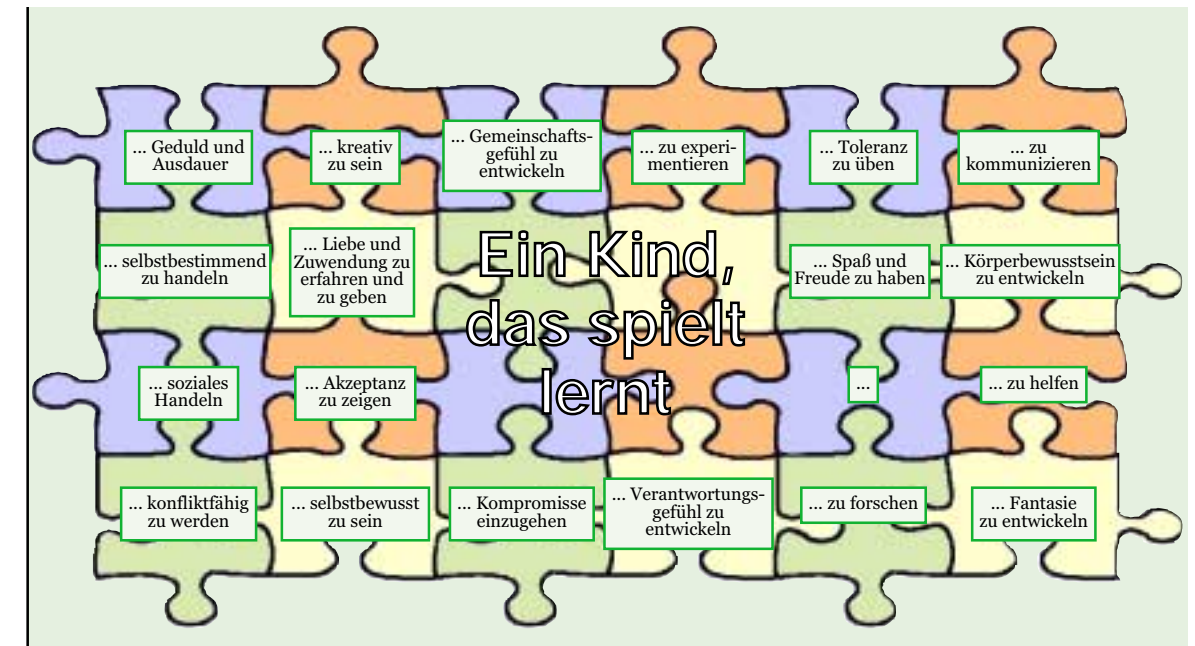 ... Geduld und
Ausdauer
... kreativ
zu sein
... Gemeinschafts-
gefühl zu
entwickeln
... zu experi-
mentieren
... Toleranz
zu üben
... zu
kommunizieren
... selbstbestimmend
zu handeln
... Liebe und
Zuwendung zu
erfahren und
zu geben
Ein Kind,
das spielt
lernt
... Spaß und
Freude zu haben
... Körperbewusstsein
zu entwickeln
... soziales
Handeln
... Akzeptanz
zu zeigen
...
... zu helfen
... konfliktfähig
zu werden
... selbstbewusst
zu sein
... Kompromisse
einzugehen
... Verantwortungs-
gefühl zu
entwickeln
... zu forschen
... Fantasie
zu entwickeln